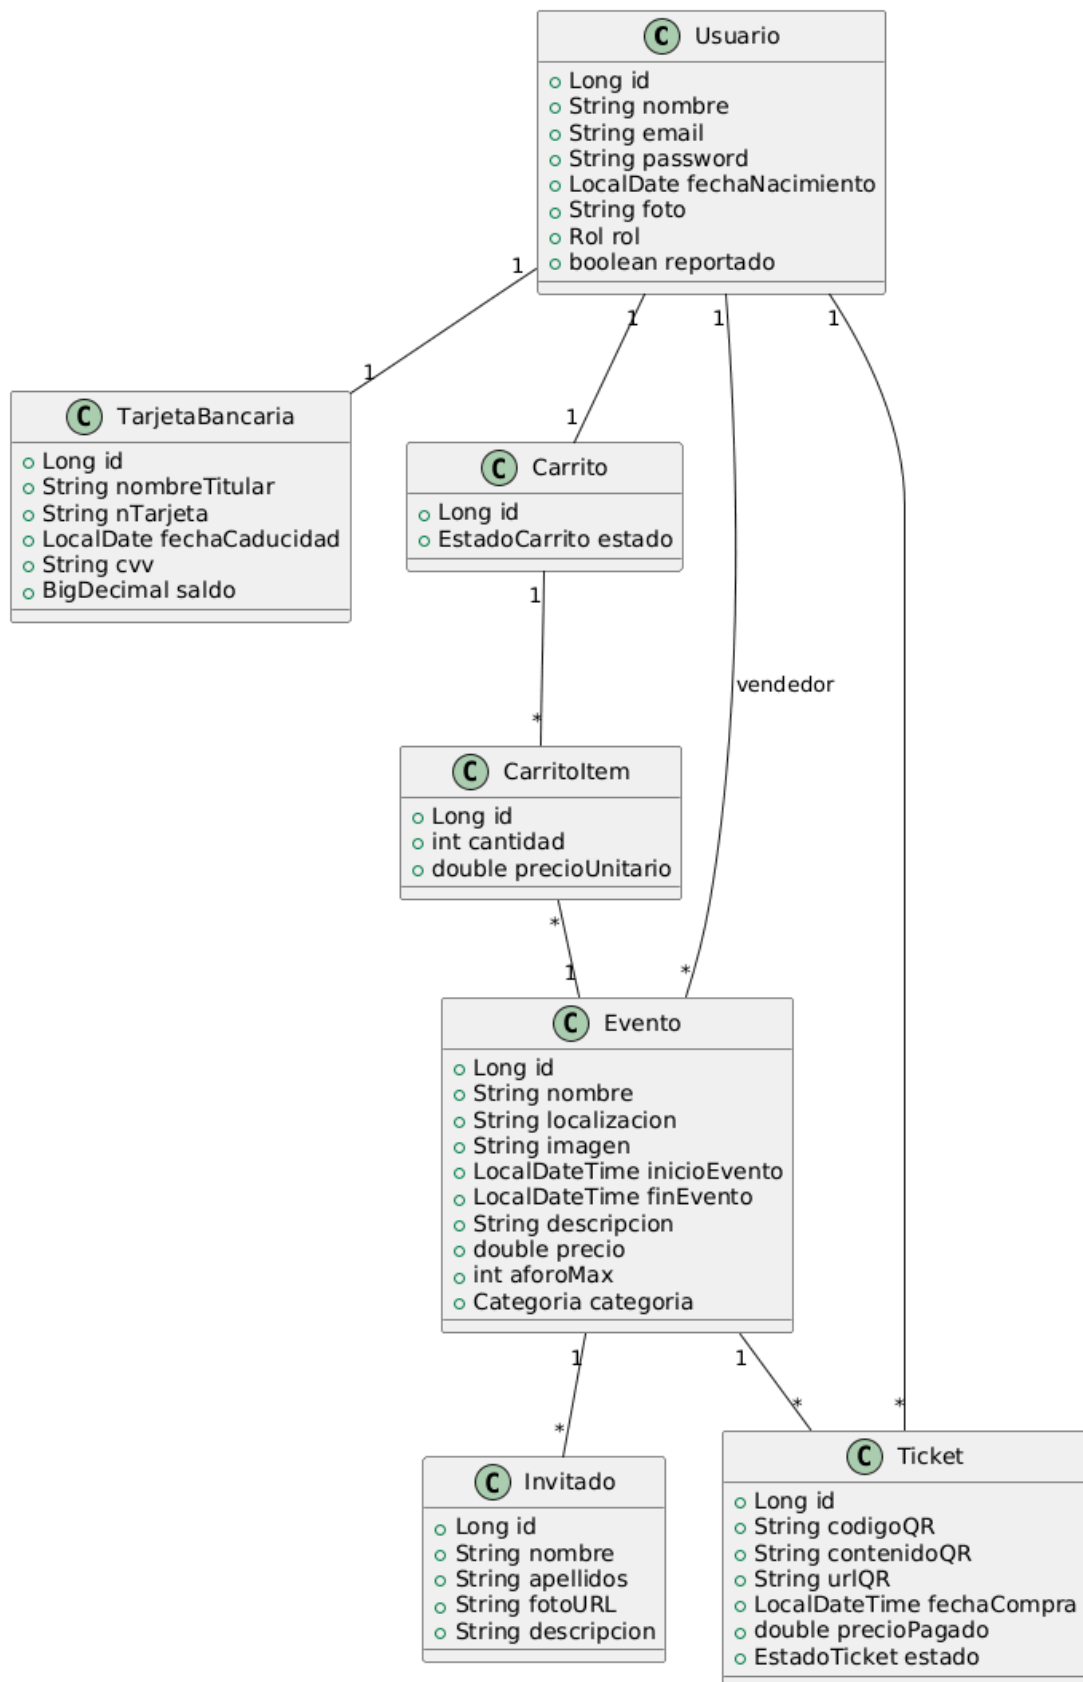 C Usuario
Long id
String nombre
String email
String password
LocalDate fechaNacimiento
String foto
Rol rol
boolean reportado
1
1
1
1
1
1
C TarjetaBancaria
Long id
String nombreTitular
String nTarjeta
LocalDate fechaCaducidad
String cvv
BigDecimal saldo
C Carrito
Long id
EstadoCarrito estado
1
vendedor
*
C CarritoItem
Long id
int cantidad
double precioUnitario
*
1
*
C Evento
Long id
String nombre
String localizacion
String imagen
LocalDateTime inicioEvento
LocalDateTime finEvento
String descripcion
double precio
int aforoMax
Categoria categoria
1
1
*
*
*
C Invitado
Long id
String nombre
String apellidos
String fotoURL
String descripcion
C Ticket
Long id
String codigoQR
String contenidoQR
String urlQR
LocalDateTime fechaCompra
double precioPagado
EstadoTicket estado